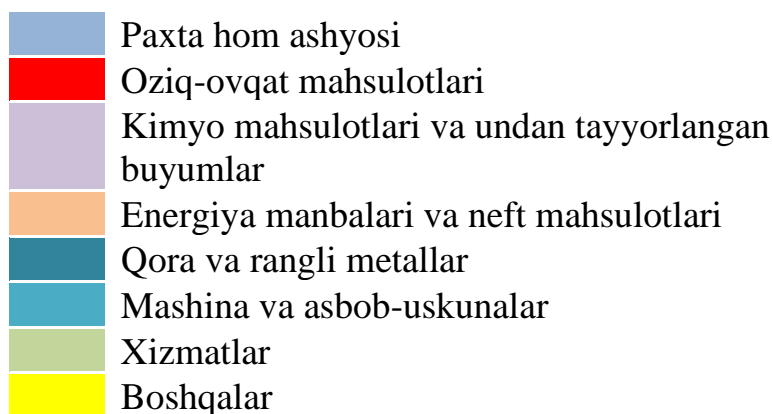 Paxta hom ashyosi
Oziq-ovqat mahsulotlari
Kimyo mahsulotlari va undan tayyorlangan
buyumlar
Energiya manbalari va neft mahsulotlari
Qora va rangli metallar
Mashina va asbob-uskunalar
Xizmatlar
Boshqalar